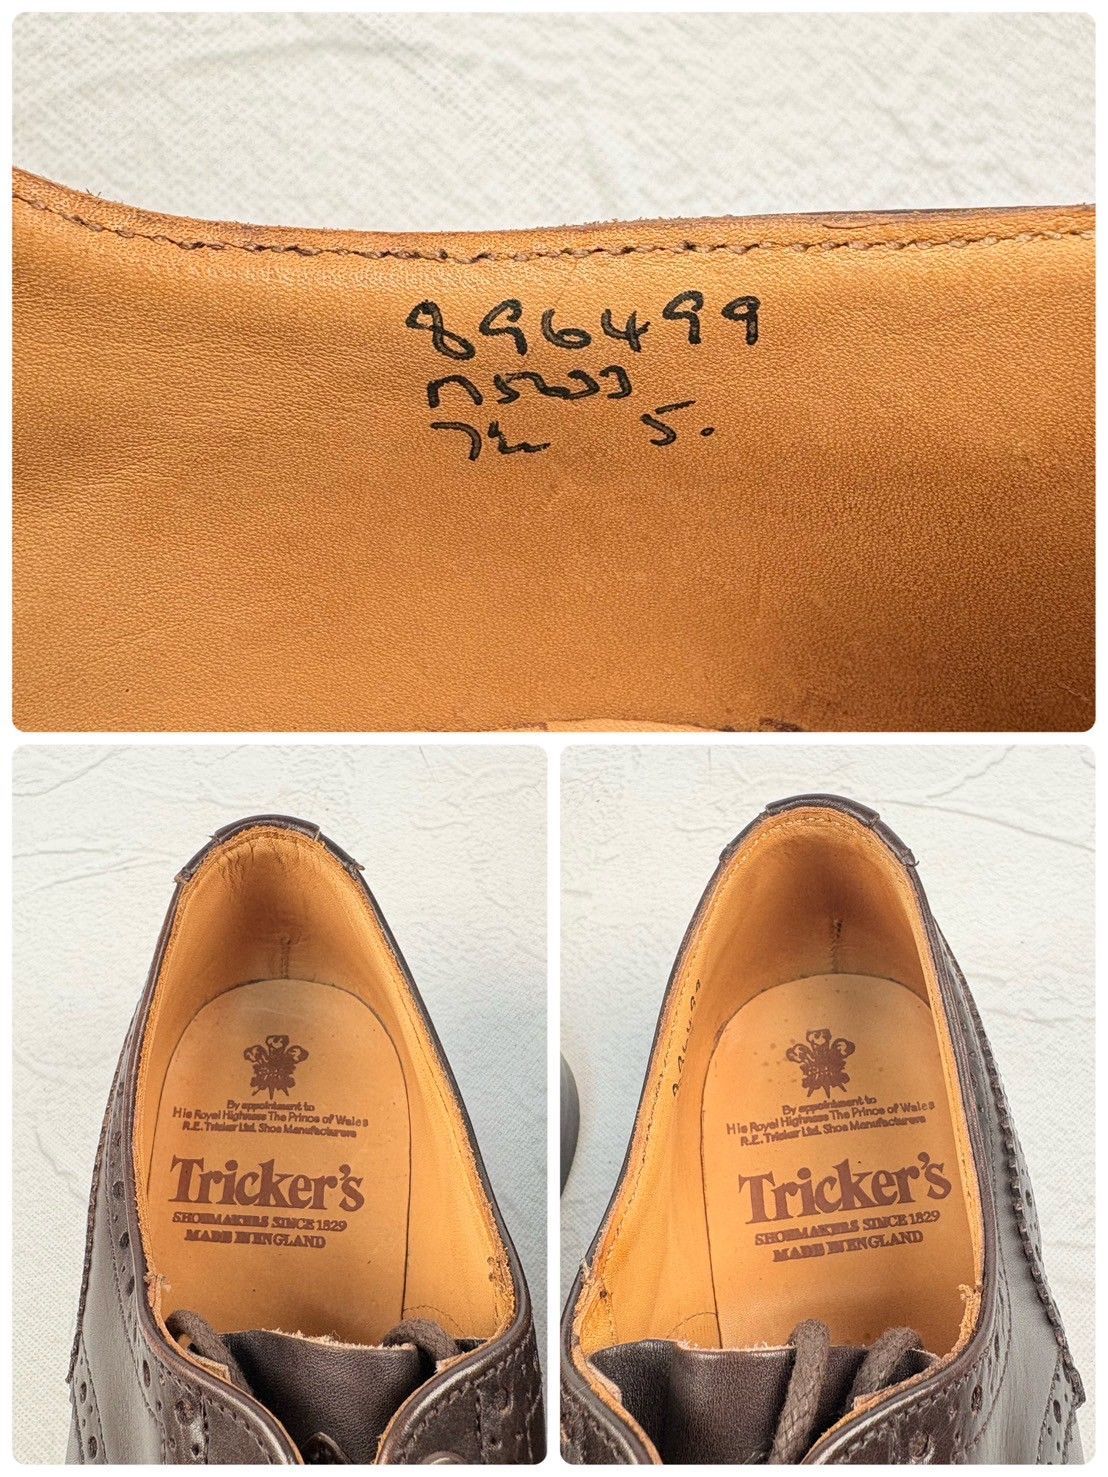 896499
M5633
7½ 5.
By appointment to
His Royal Highness The Prince of Wales
R.E. Tricker Ltd. Shoe Manufacturers
Tricker's
SHOEMAKERS SINCE 1829
MADE IN ENGLAND
By appointment to
His Royal Highness The Prince of Wales
R.E. Tricker Ltd. Shoe Manufacturers
Tricker's
SHOEMAKERS SINCE 1829
MADE IN ENGLAND